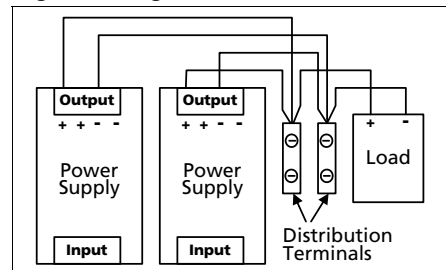 Output
+ + - -
Power
Supply
Input
Output
+ + - -
Power
Supply
Input
+ -
Load
Distribution
Terminals